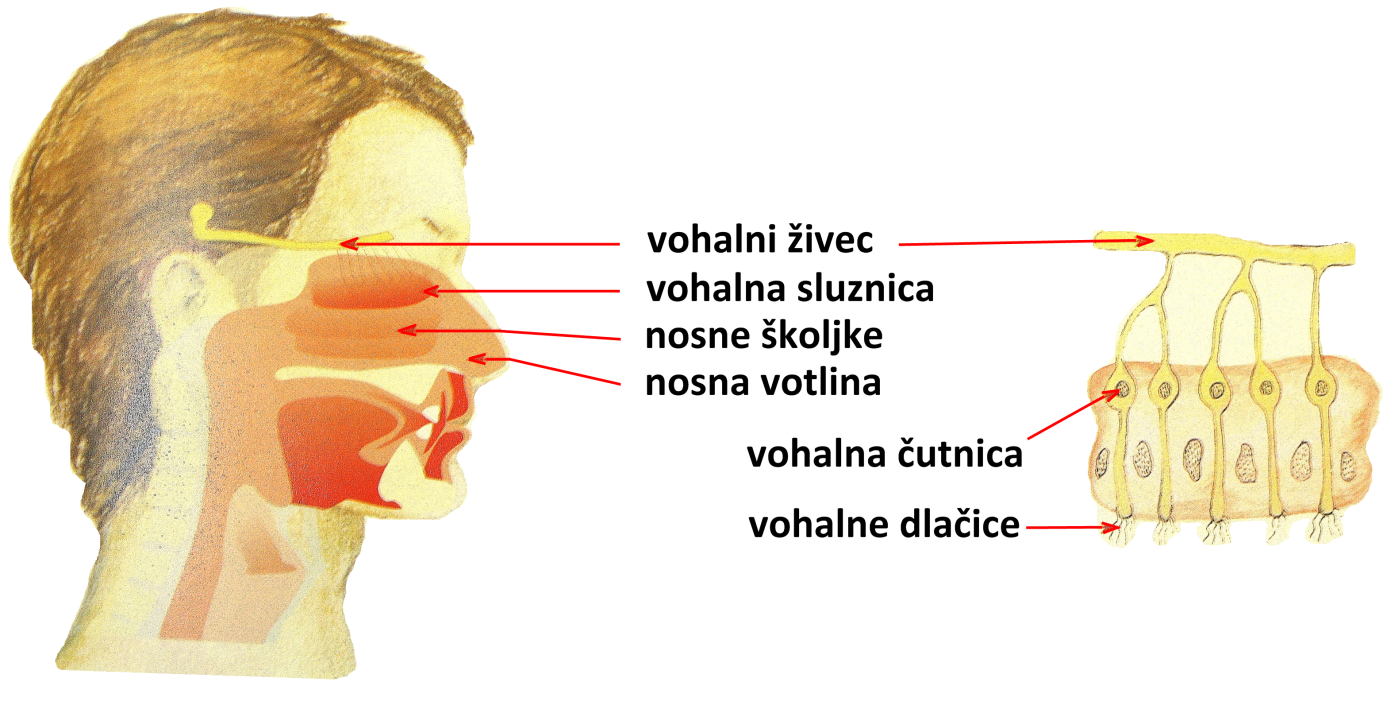 vohalni živec
vohalna sluznica
nosne školjke
nosna votlina
vohalna čutnica
vohalne dlačice